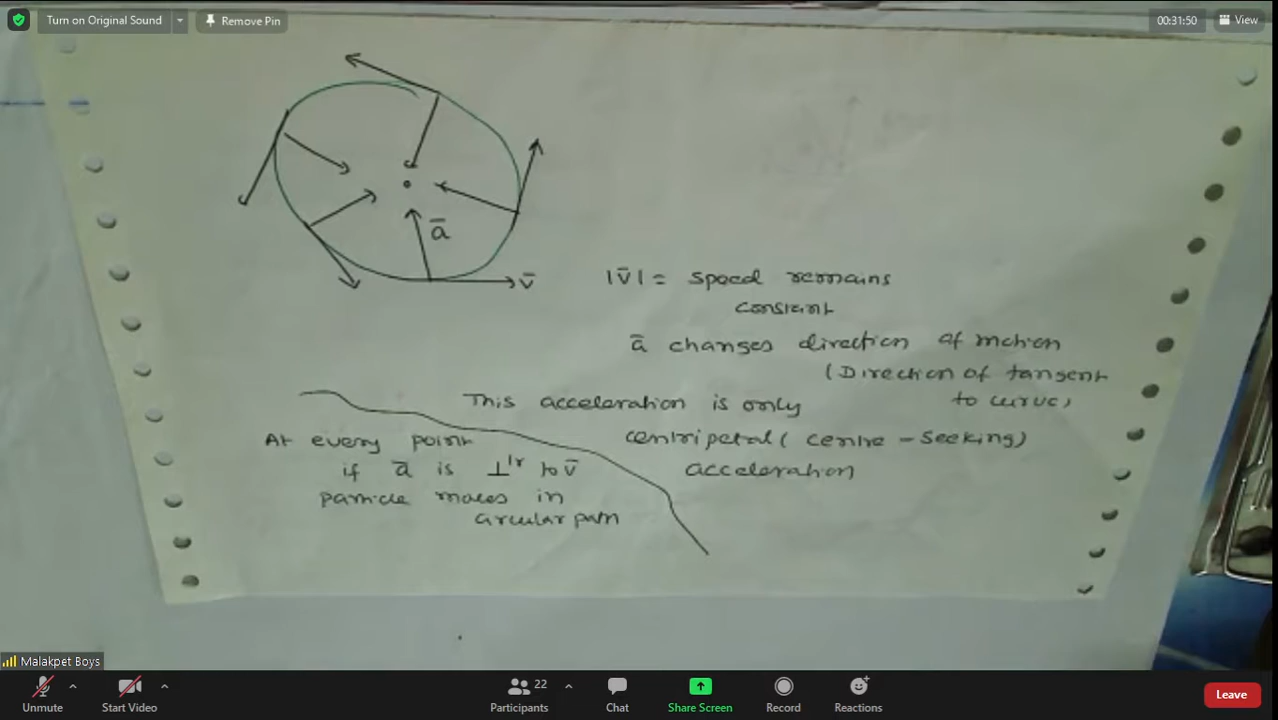 Turn on Original Sound
Remove Pin
00:31:50
View
ā
v̄
|v̄| = speed remains
constant
ā changes direction of motion
(Direction of tangent
to curve)
This acceleration is only
centripetal (centre-seeking)
acceleration
At every point
if ā is ⊥lr to v̄
particle moves in
circular path
Malakpet Boys
Unmute
Start Video
22
Participants
Chat
Share Screen
Record
Reactions
Leave